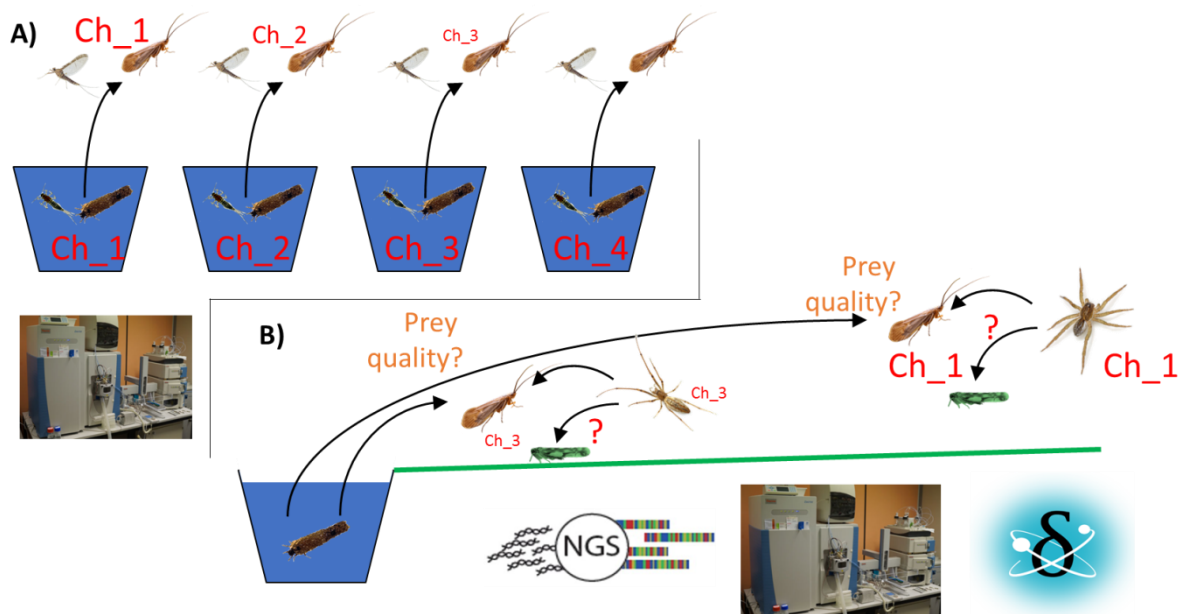 A)
Ch_1
Ch_2
Ch_3
Ch_1
Ch_2
Ch_3
Ch_4
B)
Prey
quality?
Prey
quality?
?
Ch_1
Ch_1
Ch_3
Ch_3
?
NGS
δ